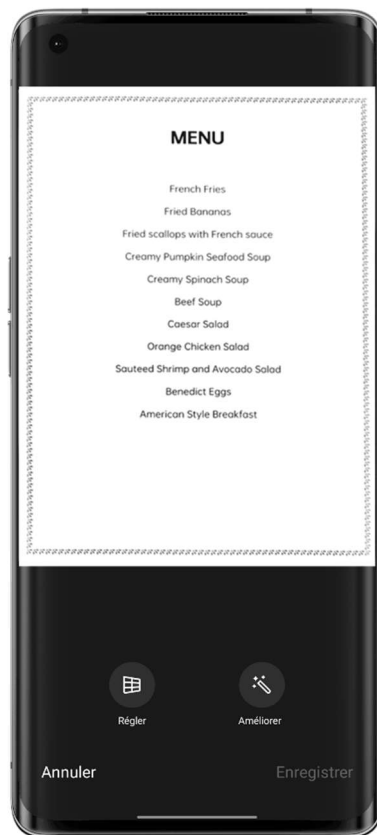 MENU
French Fries
Fried Bananas
Fried scallops with French sauce
Creamy Pumpkin Seafood Soup
Creamy Spinach Soup
Beef Soup
Caesar Salad
Orange Chicken Salad
Sauteed Shrimp and Avocado Salad
Benedict Eggs
American Style Breakfast
Régler
Améliorer
Annuler
Enregistrer